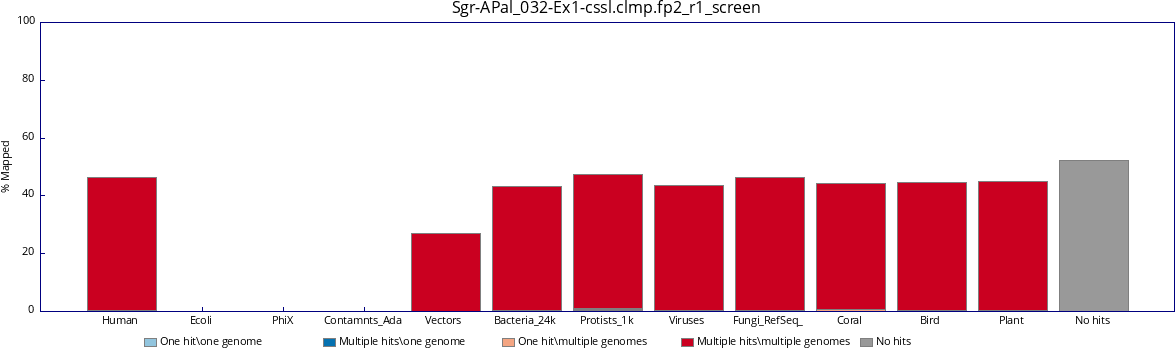 Sgr-APal_032-Ex1-cssl.clmp.fp2_r1_screen
100
80
60
40
20
0
% Mapped
Human Ecoli PhiX Contamnts_Ada Vectors Bacteria_24k Protists_1k Viruses Fungi_RefSeq_ Coral Bird Plant No hits
One hit\one genome Multiple hits\one genome One hit\multiple genomes Multiple hits\multiple genomes No hits